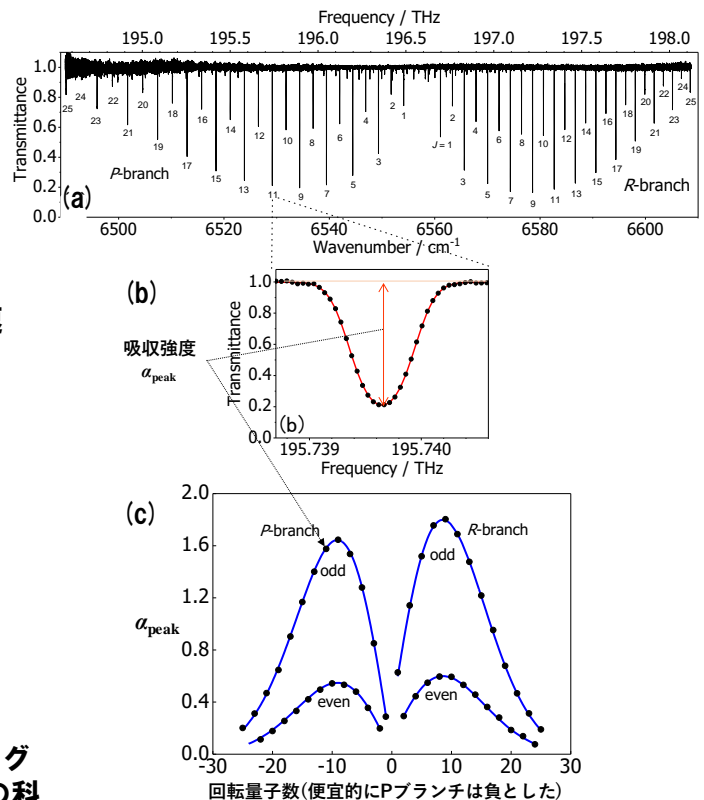 Frequency / THz
195.0 195.5 196.0 196.5 197.0 197.5 198.0
1.0
0.8
0.6
0.4
0.2
0.0
Transmittance
25 24 23 22 21 20 19 18 17 16 15 14 13 12 11 10 9 8 7 6 5 4 3 2 1
J = 1 2 3 4 5 6 7 8 9 10 11 12 13 14 15 16 17 18 19 20 21 22 23 24 25
P-branch
R-branch
(a)
6500 6520 6540 6560 6580 6600
Wavenumber / cm-1
(b)
1.0
0.8
0.6
0.4
0.2
0.0
Transmittance
吸収強度
αpeak
(b)
195.739 195.740
Frequency / THz
(c)
2.0
1.6
1.2
0.8
0.4
0.0
αpeak
P-branch
R-branch
odd
odd
even
even
-30 -20 -10 0 10 20 30
回転量子数(便宜的にPブランチは負とした)
グ
の科